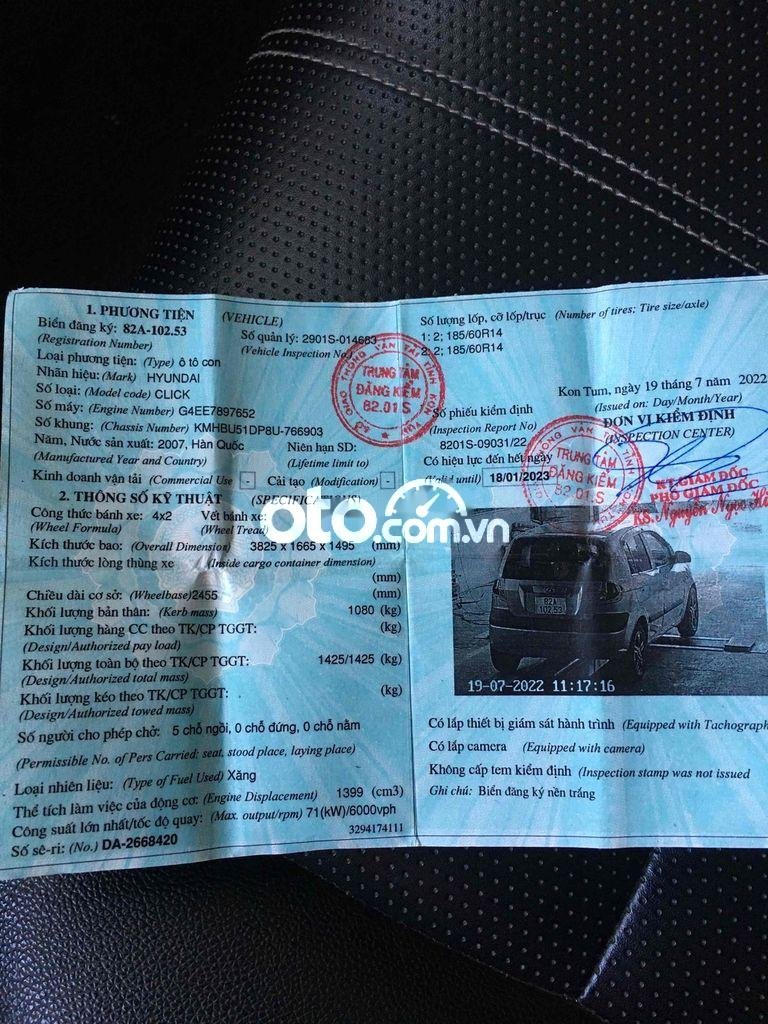 1. PHƯƠNG TIỆN (VEHICLE)
Biển đăng ký: 82A-102.53
(Registration Number)
Số quản lý: 2901S-014683
(Vehicle Inspection No.)
Loại phương tiện: (Type) ô tô con
Nhãn hiệu: (Mark) HYUNDAI
Số loại: (Model code) CLICK
Số máy: (Engine Number) G4EE7897652
Số khung: (Chassis Number) KMHBU51DP8U-766903
Năm, Nước sản xuất: 2007, Hàn Quốc
(Manufactured Year and Country)
Niên hạn SD:
(Lifetime limit to)
Kinh doanh vận tải (Commercial Use) - Cải tạo (Modification) -
2. THÔNG SỐ KỸ THUẬT (SPECIFICATIONS)
Công thức bánh xe: 4x2 Vết bánh xe:
(Wheel Formula) (Wheel Tread)
Kích thước bao: (Overall Dimension) 3825 x 1665 x 1495 (mm)
Kích thước lòng thùng xe (Inside cargo container dimension)
(mm)
Chiều dài cơ sở: (Wheelbase) 2455 (mm)
Khối lượng bản thân: (Kerb mass) 1080 (kg)
Khối lượng hàng CC theo TK/CP TGGT: (kg)
(Design/Authorized pay load)
Khối lượng toàn bộ theo TK/CP TGGT: 1425/1425 (kg)
(Design/Authorized total mass)
Khối lượng kéo theo TK/CP TGGT: (kg)
(Design/Authorized towed mass)
Số người cho phép chở: 5 chỗ ngồi, 0 chỗ đứng, 0 chỗ nằm
(Permissible No. of Pers Carried: seat, stood place, laying place)
Loại nhiên liệu: (Type of Fuel Used) Xăng
Thể tích làm việc của động cơ: (Engine Displacement) 1399 (cm3)
Công suất lớn nhất/tốc độ quay: (Max. output/rpm) 71(kW)/6000vph
3294174111
Số sê-ri: (No.) DA-2668420
Số lượng lốp, cỡ lốp/trục (Number of tires; Tire size/axle)
1: 2; 185/60R14
2: 2; 185/60R14
TRUNG TÂM
ĐĂNG KIỂM
82.01 S
Kon Tum, ngày 19 tháng 7 năm 2022
(Issued on: Day/Month/Year)
Số phiếu kiểm định
(Inspection Report No)
8201S-09031/22
ĐƠN VỊ KIỂM ĐỊNH
(INSPECTION CENTER)
Có hiệu lực đến hết ngày
(Valid until) 18/01/2023
TRUNG TÂM
ĐĂNG KIỂM
82.01 S
KT.GIÁM ĐỐC
PHÓ GIÁM ĐỐC
KS. Nguyễn Ngọc
oto.com.vn
82A
102.53
19-07-2022 11:17:16
Có lắp thiết bị giám sát hành trình (Equipped with Tachograph
Có lắp camera (Equipped with camera)
Không cấp tem kiểm định (Inspection stamp was not issued
Ghi chú: Biển đăng ký nền trắng